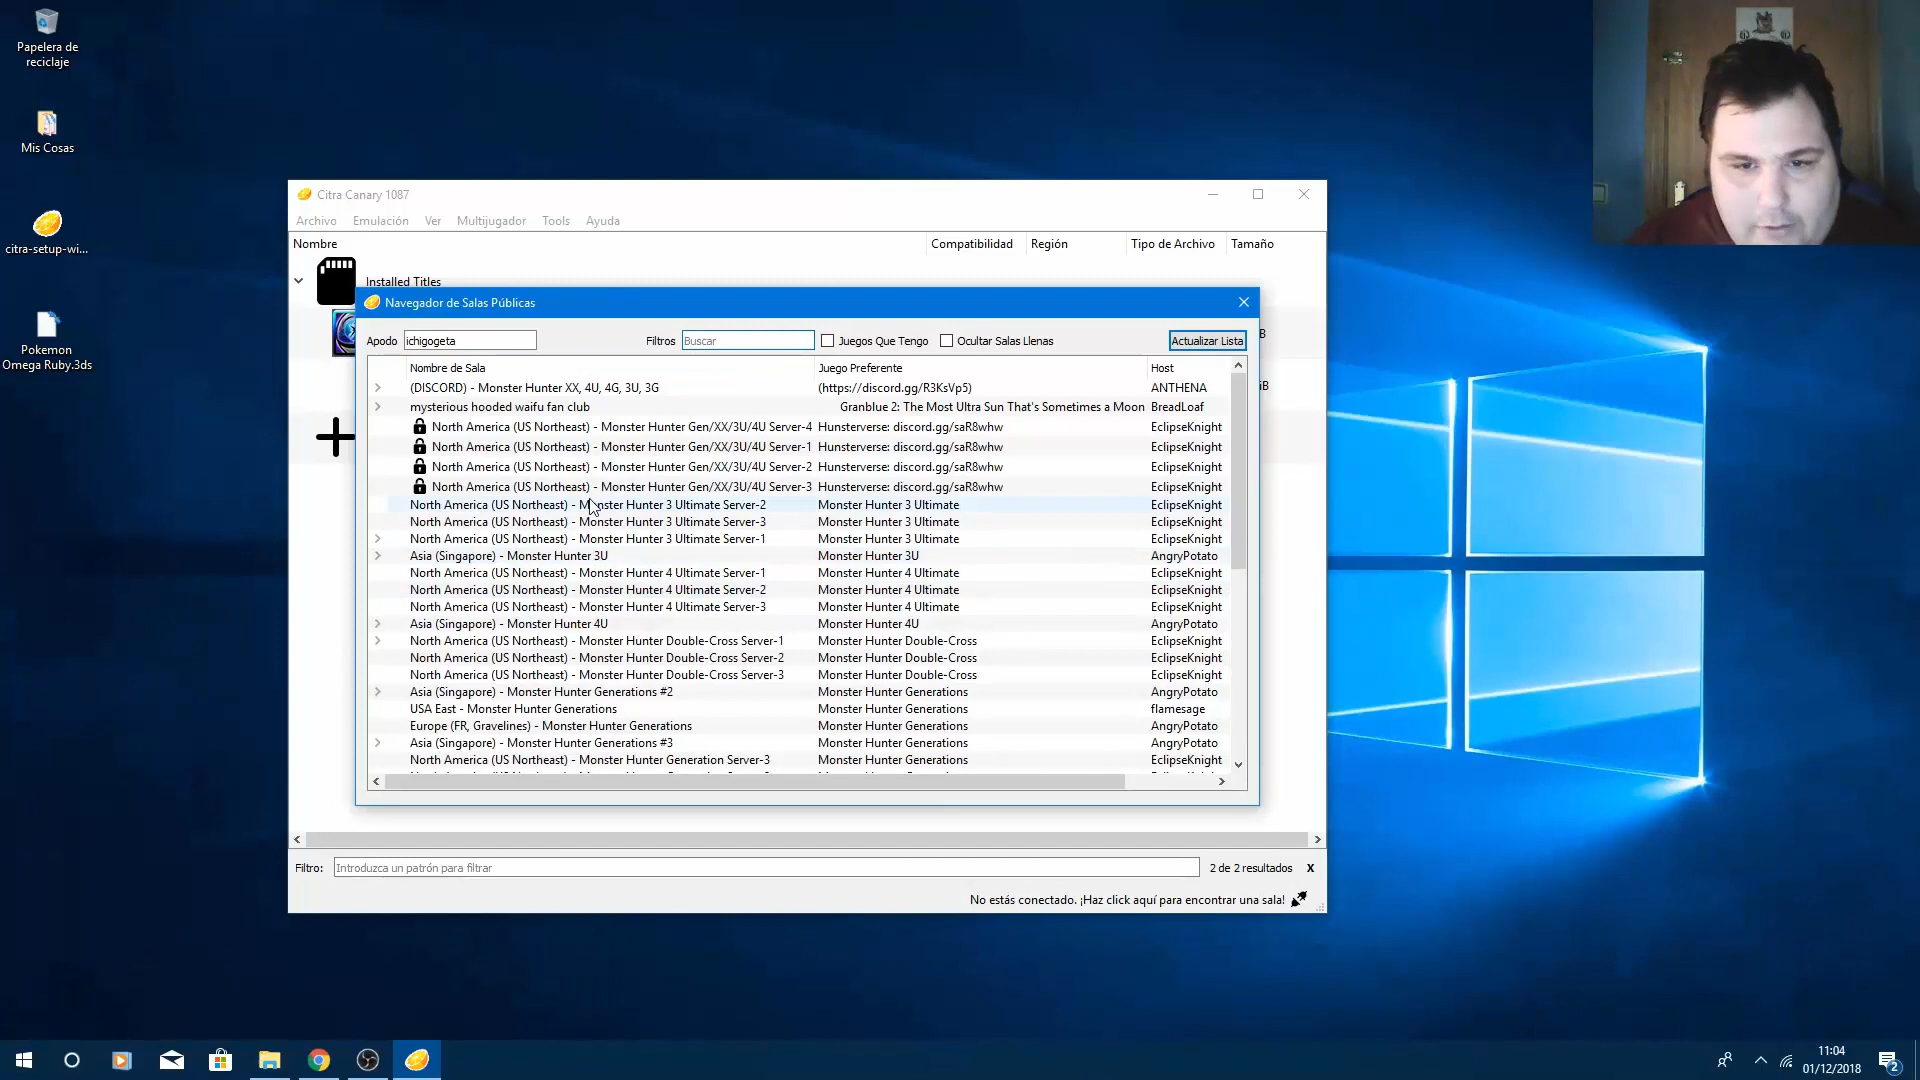 Papelera de
reciclaje
Mis Cosas
citra-setup-wi...
Pokemon
Omega Ruby.3ds
Citra Canary 1087
Archivo Emulación Ver Multijugador Tools Ayuda
Nombre Compatibilidad Región Tipo de Archivo Tamaño
Installed Titles
Navegador de Salas Públicas
Apodo ichigogeta Filtros Buscar Juegos Que Tengo Ocultar Salas Llenas Actualizar Lista
Nombre de Sala Juego Preferente Host
(DISCORD) - Monster Hunter XX, 4U, 4G, 3U, 3G (https://discord.gg/R3KsVp5) ANTHENA
mysterious hooded waifu fan club Granblue 2: The Most Ultra Sun That's Sometimes a Moon BreadLoaf
North America (US Northeast) - Monster Hunter Gen/XX/3U/4U Server-4 Hunsterverse: discord.gg/saR8whw EclipseKnight
North America (US Northeast) - Monster Hunter Gen/XX/3U/4U Server-1 Hunsterverse: discord.gg/saR8whw EclipseKnight
North America (US Northeast) - Monster Hunter Gen/XX/3U/4U Server-2 Hunsterverse: discord.gg/saR8whw EclipseKnight
North America (US Northeast) - Monster Hunter Gen/XX/3U/4U Server-3 Hunsterverse: discord.gg/saR8whw EclipseKnight
North America (US Northeast) - Monster Hunter 3 Ultimate Server-2 Monster Hunter 3 Ultimate EclipseKnight
North America (US Northeast) - Monster Hunter 3 Ultimate Server-3 Monster Hunter 3 Ultimate EclipseKnight
North America (US Northeast) - Monster Hunter 3 Ultimate Server-1 Monster Hunter 3 Ultimate EclipseKnight
Asia (Singapore) - Monster Hunter 3U Monster Hunter 3U AngryPotato
North America (US Northeast) - Monster Hunter 4 Ultimate Server-1 Monster Hunter 4 Ultimate EclipseKnight
North America (US Northeast) - Monster Hunter 4 Ultimate Server-2 Monster Hunter 4 Ultimate EclipseKnight
North America (US Northeast) - Monster Hunter 4 Ultimate Server-3 Monster Hunter 4 Ultimate EclipseKnight
Asia (Singapore) - Monster Hunter 4U Monster Hunter 4U AngryPotato
North America (US Northeast) - Monster Hunter Double-Cross Server-1 Monster Hunter Double-Cross EclipseKnight
North America (US Northeast) - Monster Hunter Double-Cross Server-2 Monster Hunter Double-Cross EclipseKnight
North America (US Northeast) - Monster Hunter Double-Cross Server-3 Monster Hunter Double-Cross EclipseKnight
Asia (Singapore) - Monster Hunter Generations #2 Monster Hunter Generations AngryPotato
USA East - Monster Hunter Generations Monster Hunter Generations flamesage
Europe (FR, Gravelines) - Monster Hunter Generations Monster Hunter Generations AngryPotato
Asia (Singapore) - Monster Hunter Generations #3 Monster Hunter Generations AngryPotato
North America (US Northeast) - Monster Hunter Generation Server-3 Monster Hunter Generations EclipseKnight
Filtro: Introduzca un patrón para filtrar 2 de 2 resultados X
No estás conectado. ¡Haz click aquí para encontrar una sala!
11:04
01/12/2018
2